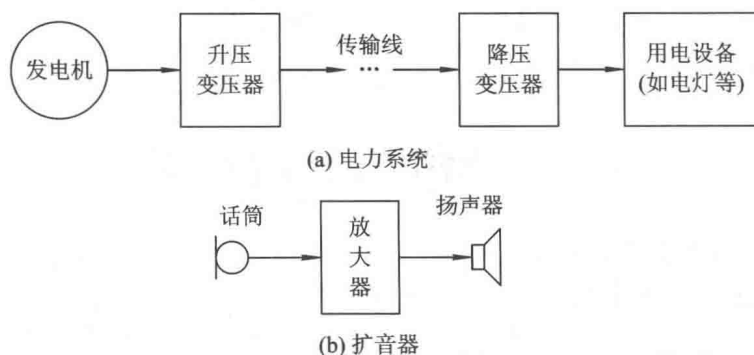 发电机
升压
变压器
传输线
…
降压
变压器
用电设备
(如电灯等)
(a) 电力系统
话筒
放
大
器
扬声器
(b) 扩音器